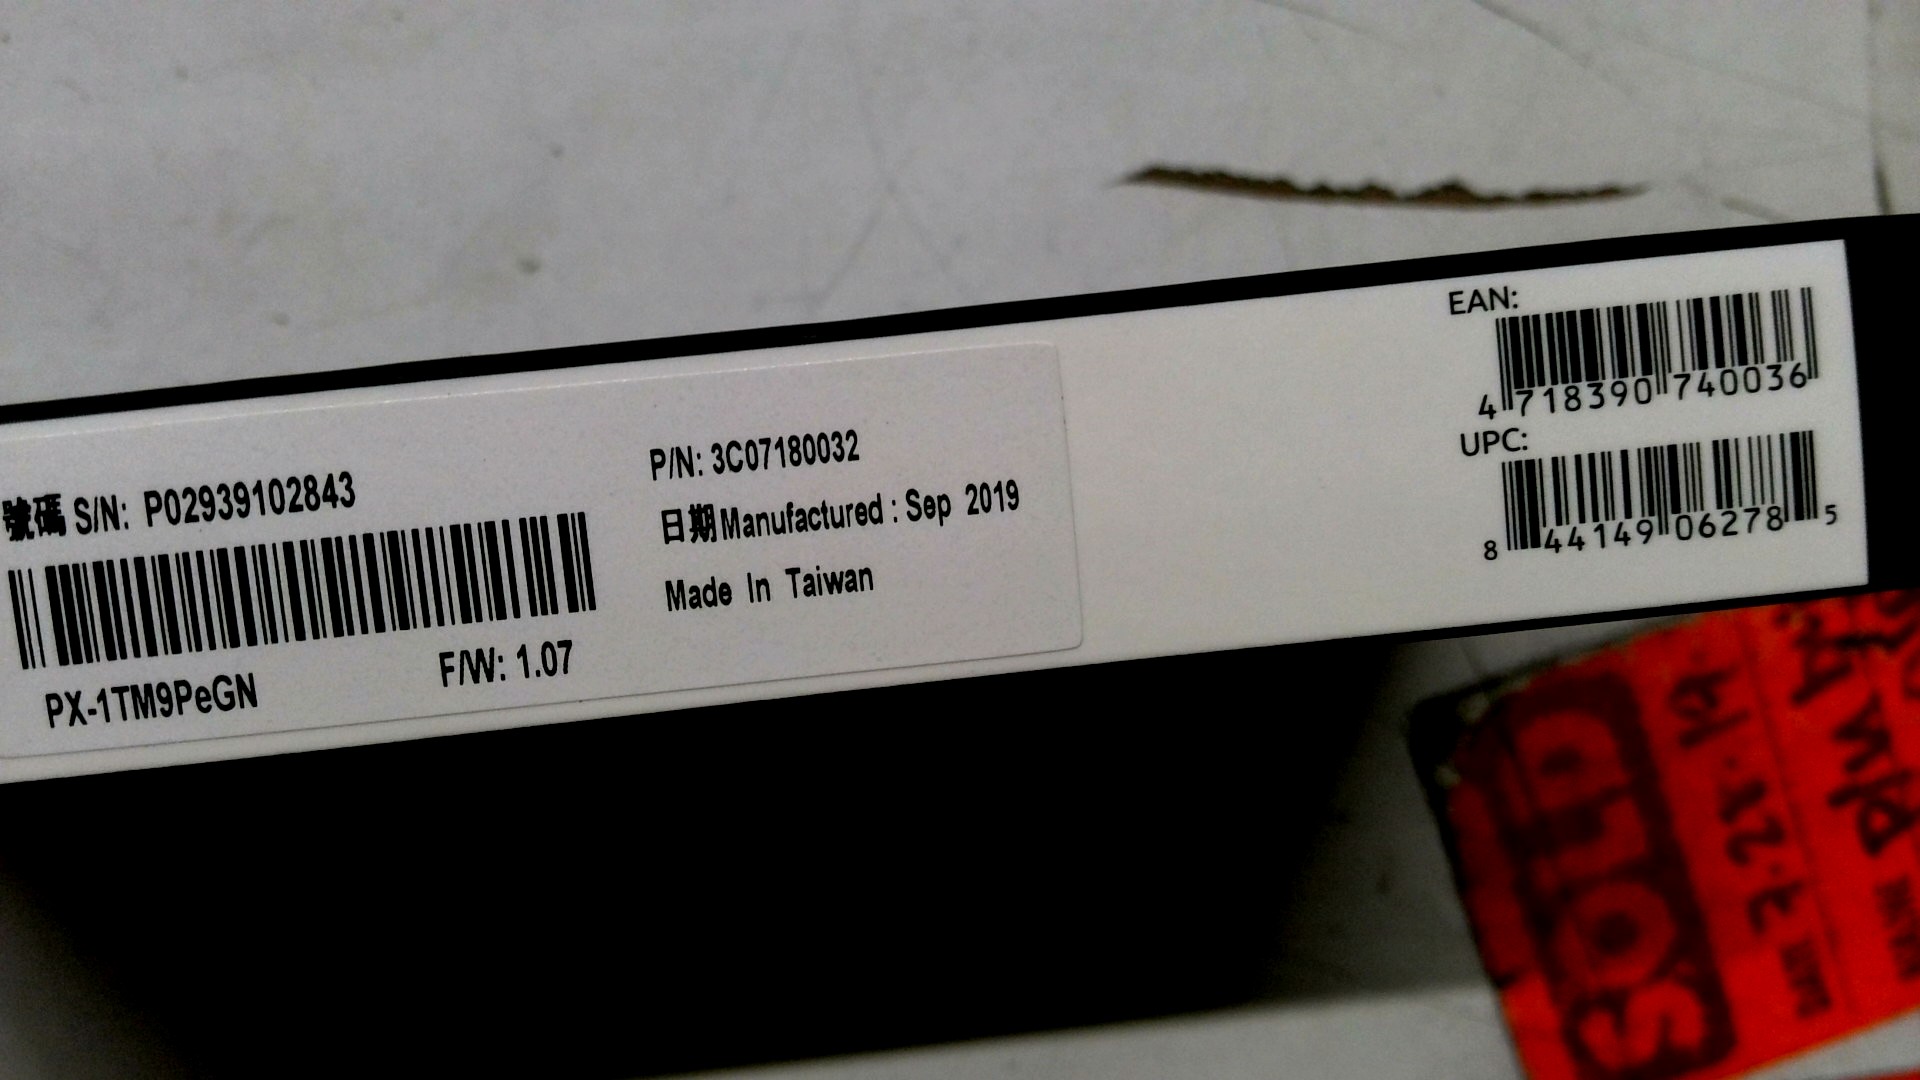 號碼 S/N: P02939102843
PX-1TM9PeGN
F/W: 1.07
P/N: 3C07180032
日期Manufactured : Sep 2019
Made In Taiwan
EAN:
4 718390 740036
UPC:
8 44149 06278 5
SOLD